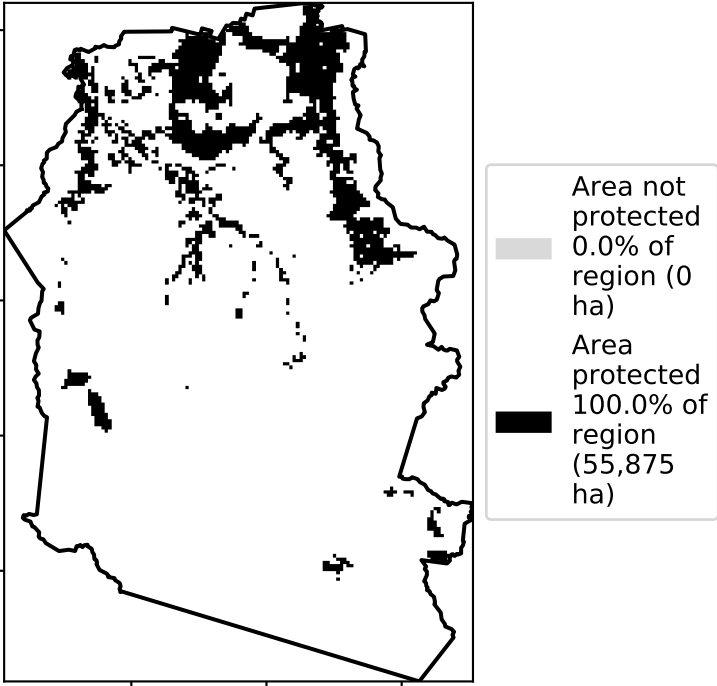 Area not
protected
0.0% of
region (0
ha)
Area
protected
100.0% of
region
(55,875
ha)